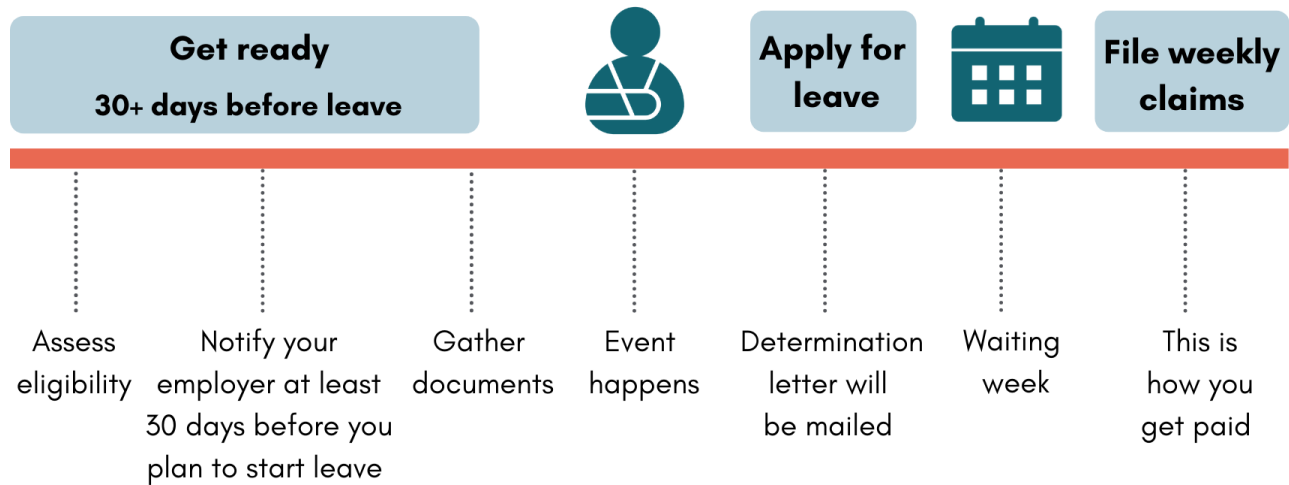 Get ready
30+ days before leave
Apply for
leave
File weekly
claims
Assess
eligibility
Notify your
employer at least
30 days before you
plan to start leave
Gather
documents
Event
happens
Determination
letter will
be mailed
Waiting
week
This is
how you
get paid